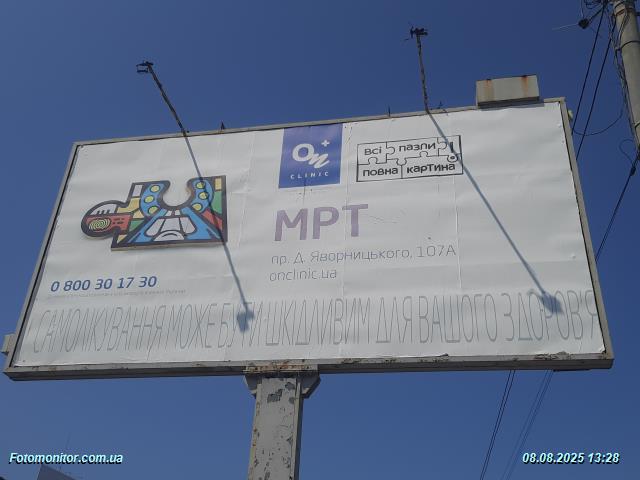 On+
CLINIC
Всі пазли
повна картина
МРТ
пр. Д. Яворницького, 107А
onclinic.ua
0 800 30 17 30
САМОЛІКУВАННЯ МОЖЕ БУТИ ШКІДЛИВИМ ДЛЯ ВАШОГО ЗДОРОВ'Я
Fotomonitor.com.ua
08.08.2025 13:28